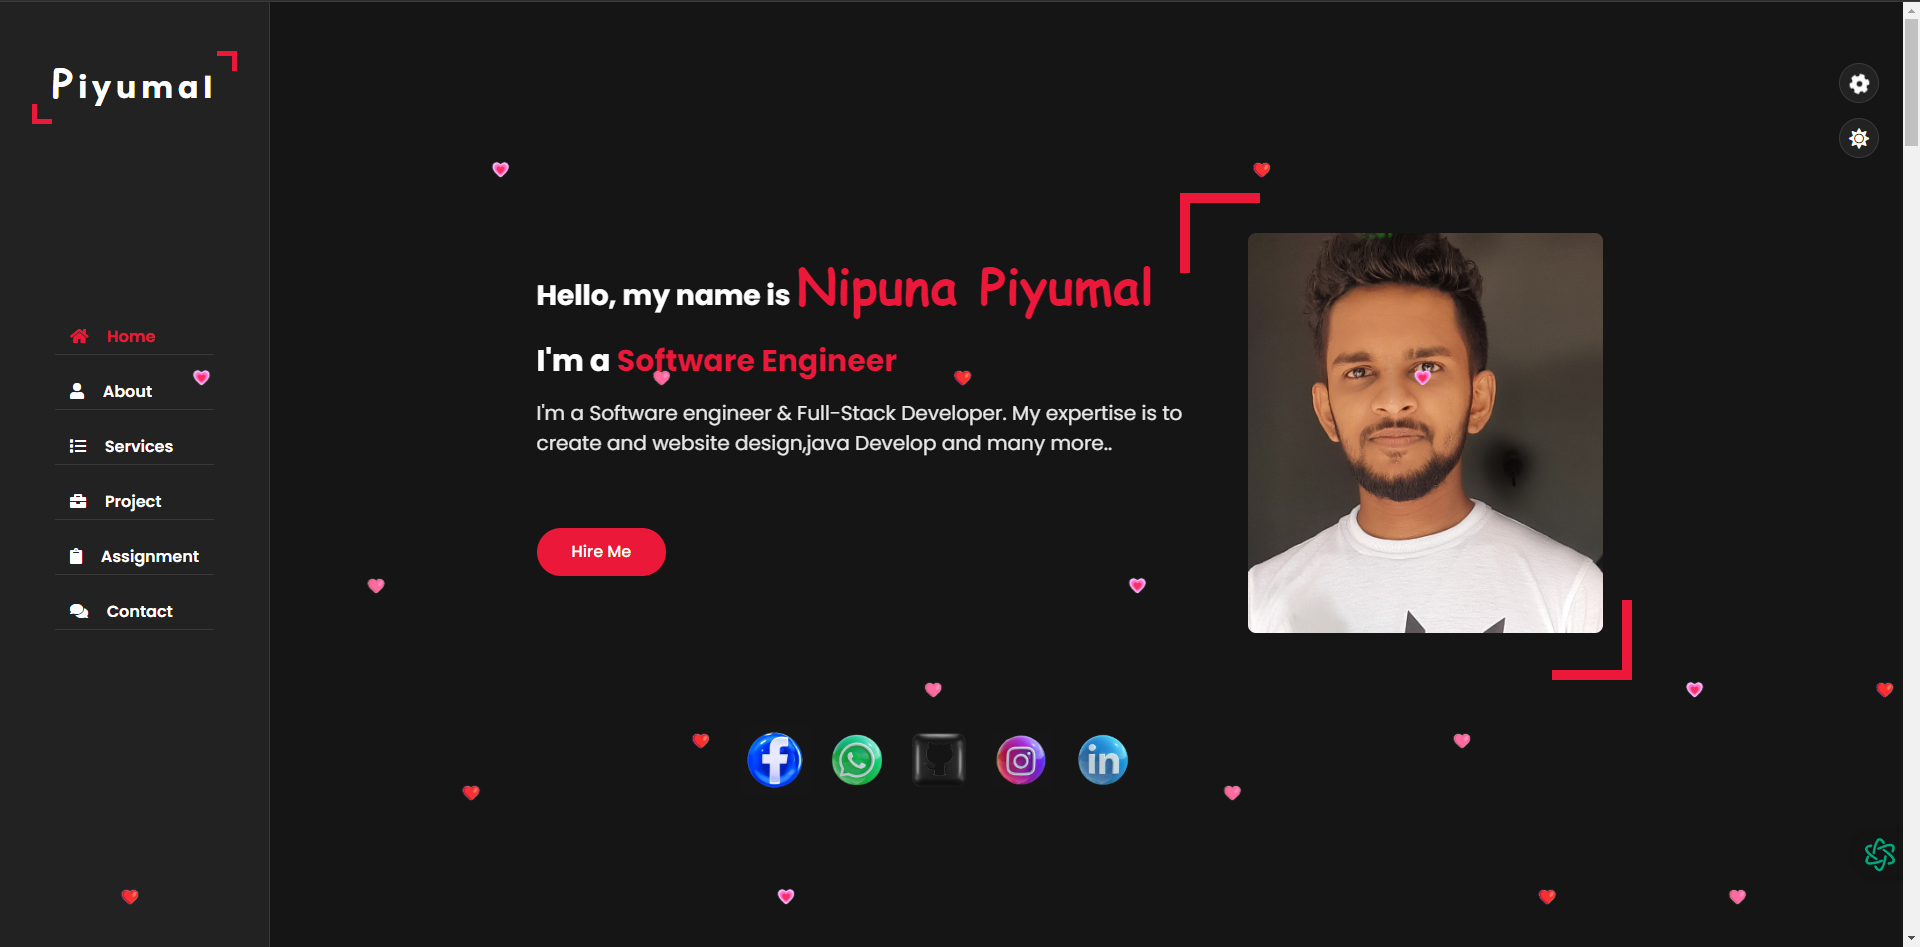 Piyumal
Home
About
Services
Project
Assignment
Contact
Hello, my name is Nipuna Piyumal
I'm a Software Engineer
I'm a Software engineer & Full-Stack Developer. My expertise is to
create and website design,java Develop and many more..
Hire Me